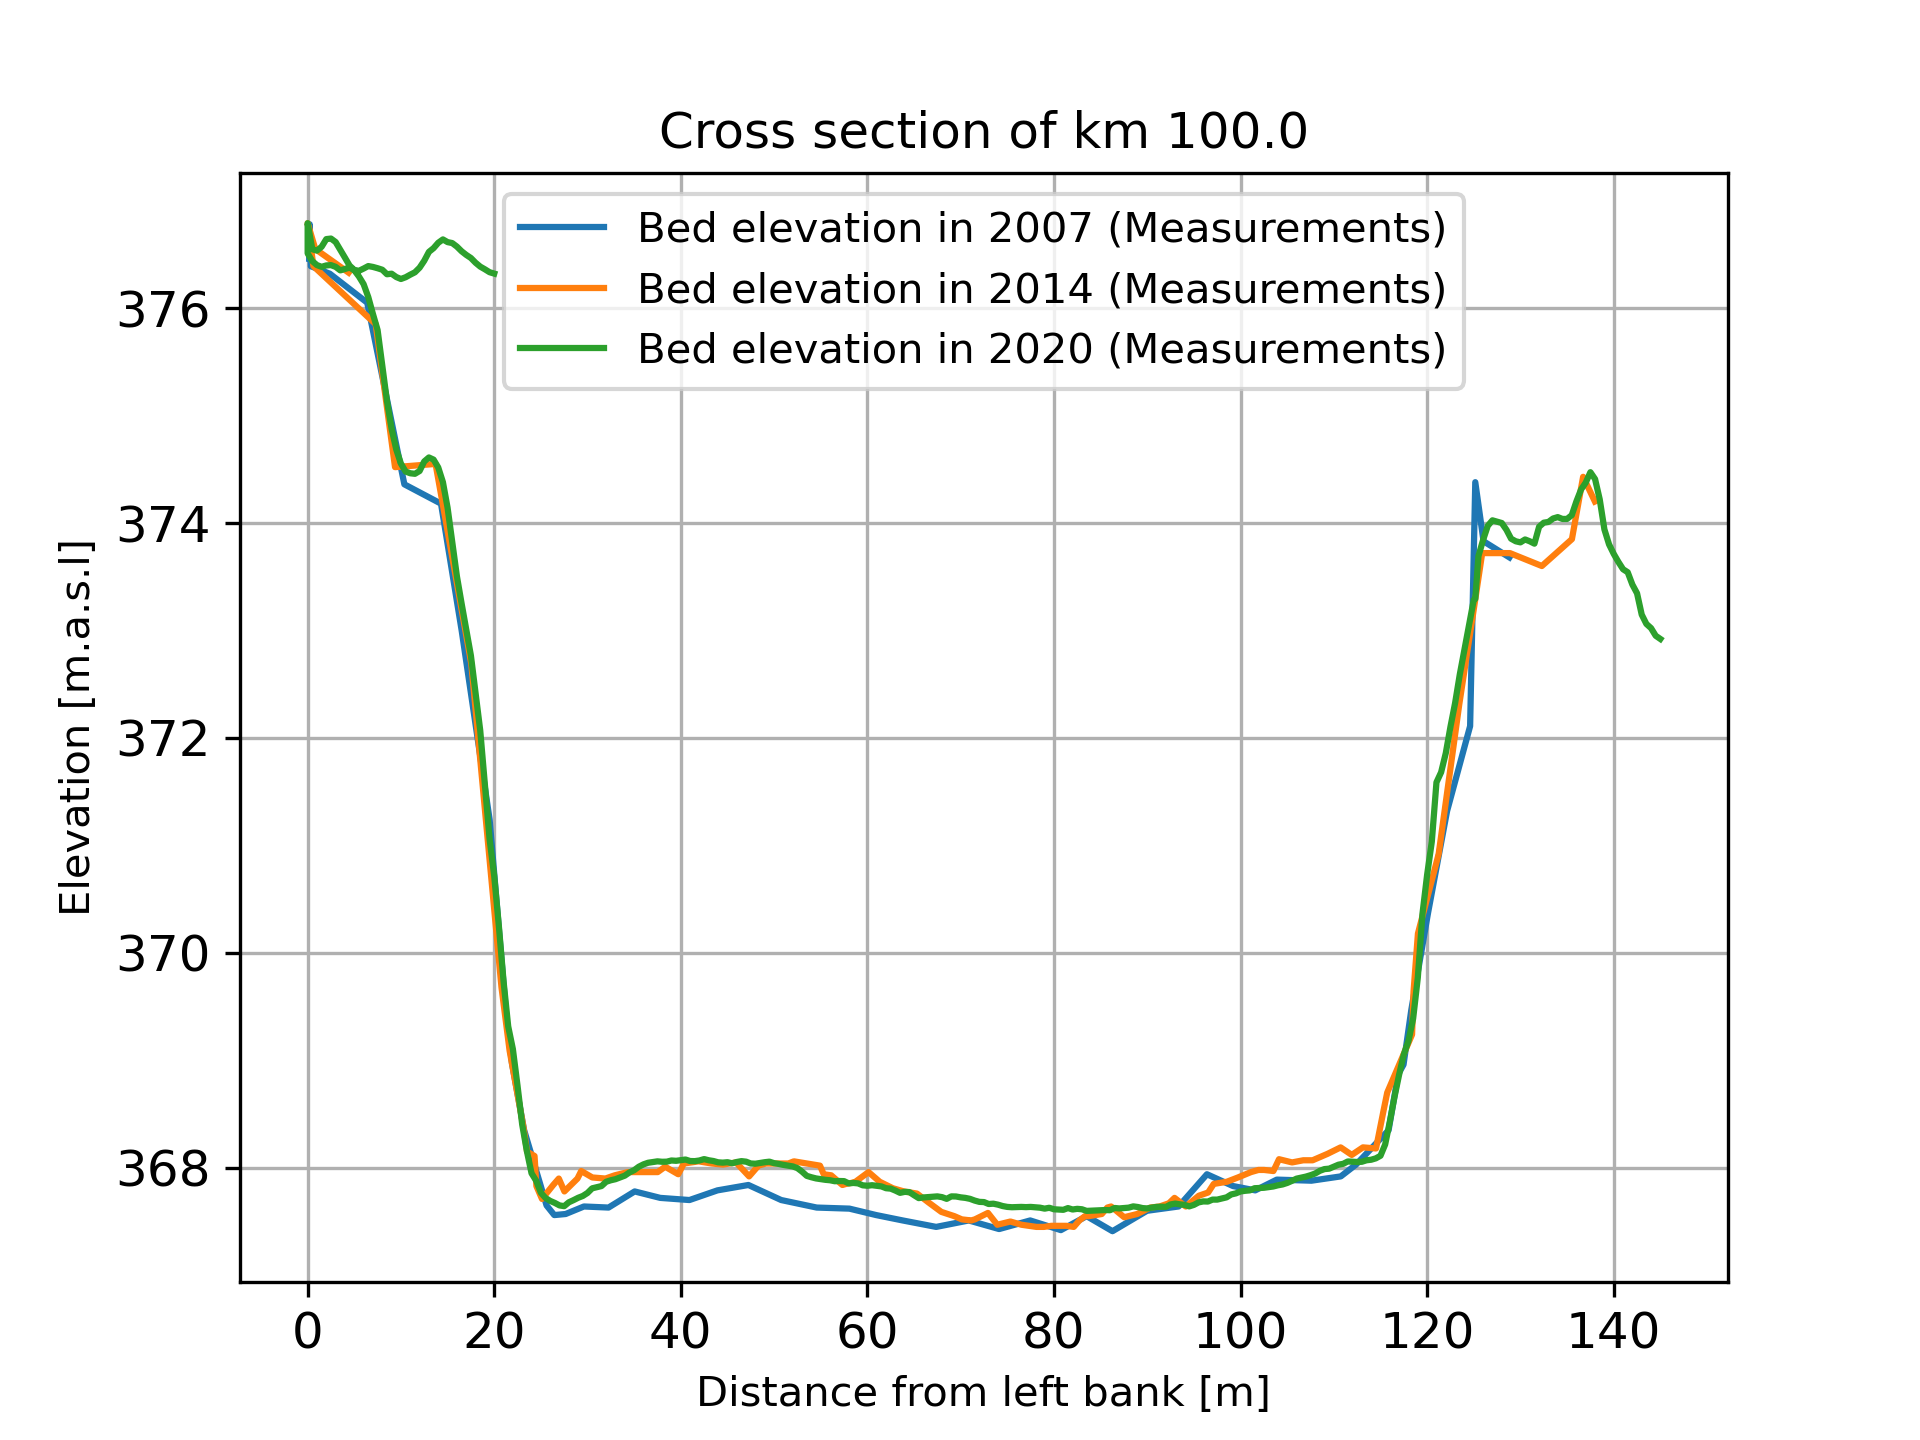 Cross section of km 100.0
Bed elevation in 2007 (Measurements)
Bed elevation in 2014 (Measurements)
Bed elevation in 2020 (Measurements)
376
374
372
370
368
Elevation [m.a.s.l]
0 20 40 60 80 100 120 140
Distance from left bank [m]